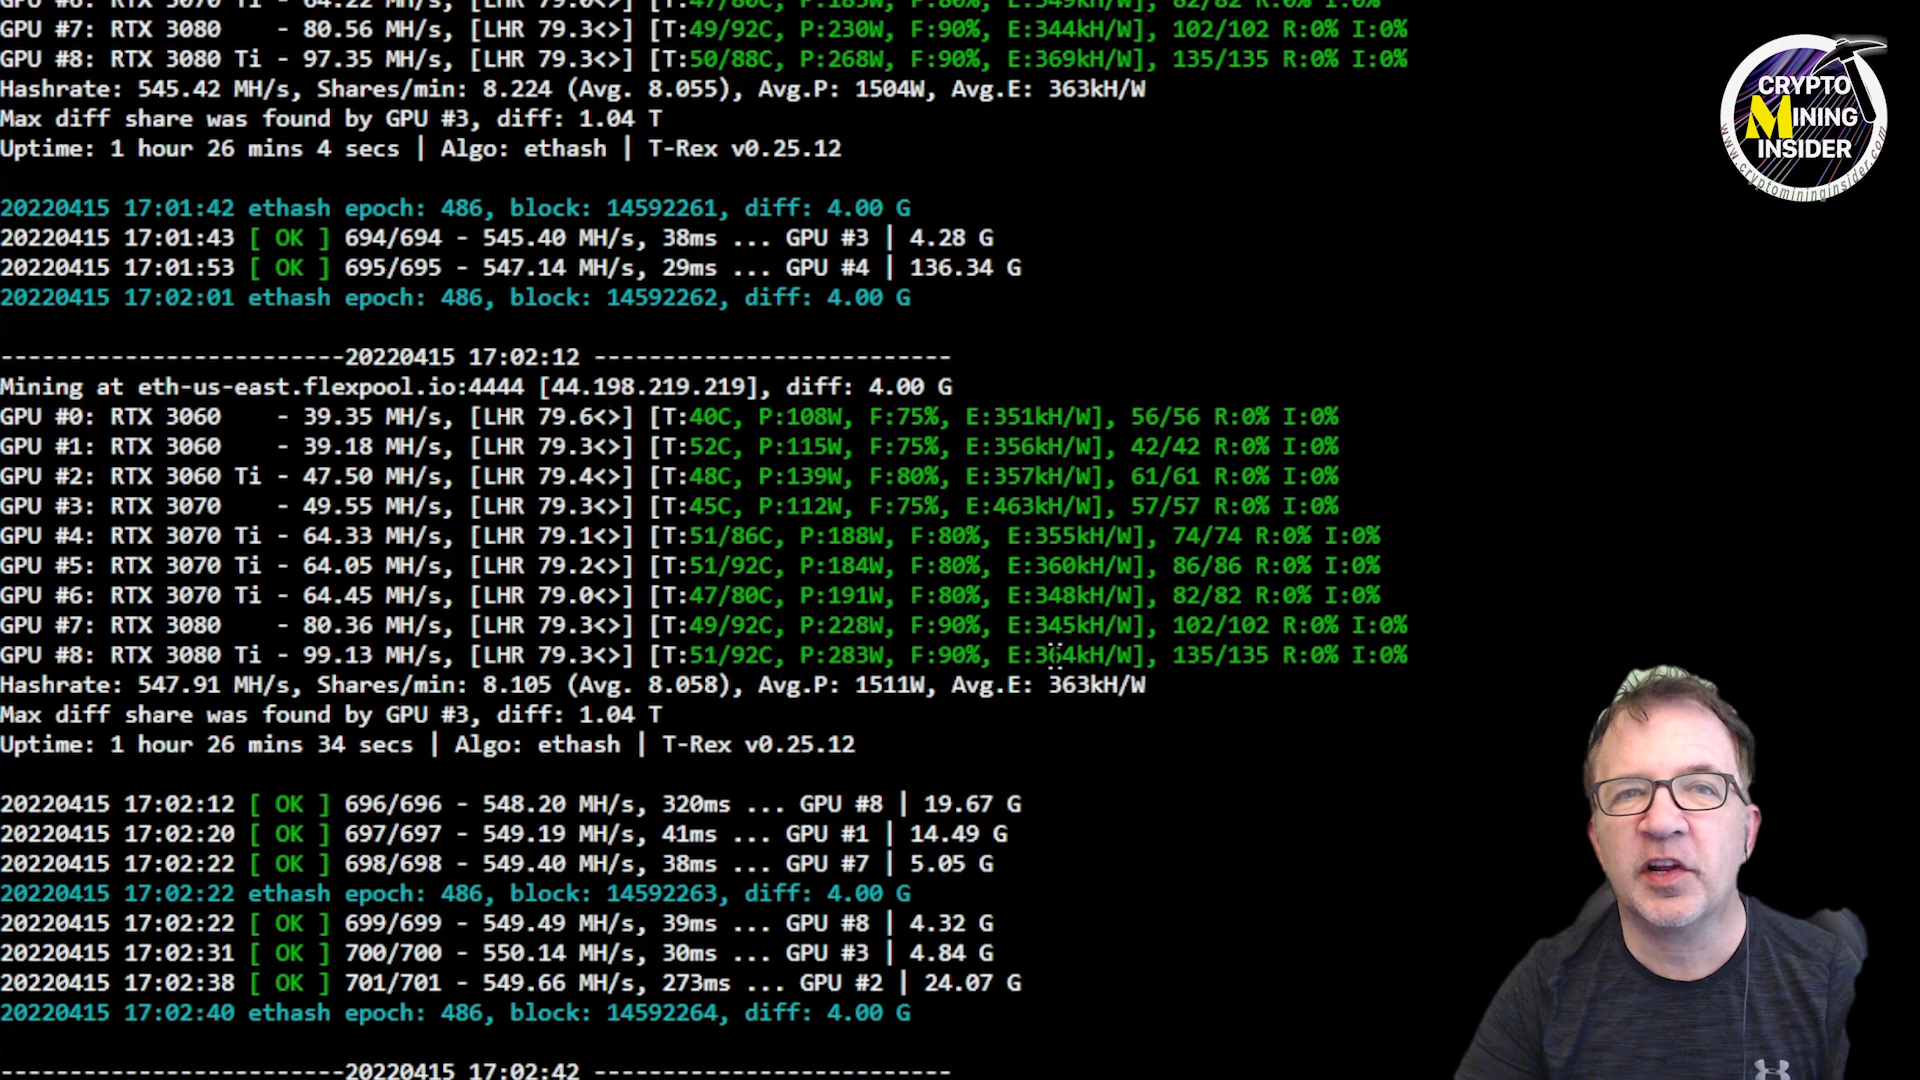 GPU #6: RTX 3070 Ti - 64.22 MH/s, [LHR 79.0<>] [T:47/80C, P:185W, F:80%, E:349kH/W], 82/82 R:0% I:0%
GPU #7: RTX 3080    - 80.56 MH/s, [LHR 79.3<>] [T:49/92C, P:230W, F:90%, E:344kH/W], 102/102 R:0% I:0%
GPU #8: RTX 3080 Ti - 97.35 MH/s, [LHR 79.3<>] [T:50/88C, P:268W, F:90%, E:369kH/W], 135/135 R:0% I:0%
Hashrate: 545.42 MH/s, Shares/min: 8.224 (Avg. 8.055), Avg.P: 1504W, Avg.E: 363kH/W
Max diff share was found by GPU #3, diff: 1.04 T
Uptime: 1 hour 26 mins 4 secs | Algo: ethash | T-Rex v0.25.12
20220415 17:01:42 ethash epoch: 486, block: 14592261, diff: 4.00 G
20220415 17:01:43 [ OK ] 694/694 - 545.40 MH/s, 38ms ... GPU #3 | 4.28 G
20220415 17:01:53 [ OK ] 695/695 - 547.14 MH/s, 29ms ... GPU #4 | 136.34 G
20220415 17:02:01 ethash epoch: 486, block: 14592262, diff: 4.00 G
-------------------------20220415 17:02:12 --------------------------
Mining at eth-us-east.flexpool.io:4444 [44.198.219.219], diff: 4.00 G
GPU #0: RTX 3060    - 39.35 MH/s, [LHR 79.6<>] [T:40C, P:108W, F:75%, E:351kH/W], 56/56 R:0% I:0%
GPU #1: RTX 3060    - 39.18 MH/s, [LHR 79.3<>] [T:52C, P:115W, F:75%, E:356kH/W], 42/42 R:0% I:0%
GPU #2: RTX 3060 Ti - 47.50 MH/s, [LHR 79.4<>] [T:48C, P:139W, F:80%, E:357kH/W], 61/61 R:0% I:0%
GPU #3: RTX 3070    - 49.55 MH/s, [LHR 79.3<>] [T:45C, P:112W, F:75%, E:463kH/W], 57/57 R:0% I:0%
GPU #4: RTX 3070 Ti - 64.33 MH/s, [LHR 79.1<>] [T:51/86C, P:188W, F:80%, E:355kH/W], 74/74 R:0% I:0%
GPU #5: RTX 3070 Ti - 64.05 MH/s, [LHR 79.2<>] [T:51/92C, P:184W, F:80%, E:360kH/W], 86/86 R:0% I:0%
GPU #6: RTX 3070 Ti - 64.45 MH/s, [LHR 79.0<>] [T:47/80C, P:191W, F:80%, E:348kH/W], 82/82 R:0% I:0%
GPU #7: RTX 3080    - 80.36 MH/s, [LHR 79.3<>] [T:49/92C, P:228W, F:90%, E:345kH/W], 102/102 R:0% I:0%
GPU #8: RTX 3080 Ti - 99.13 MH/s, [LHR 79.3<>] [T:51/92C, P:283W, F:90%, E:364kH/W], 135/135 R:0% I:0%
Hashrate: 547.91 MH/s, Shares/min: 8.105 (Avg. 8.058), Avg.P: 1511W, Avg.E: 363kH/W
Max diff share was found by GPU #3, diff: 1.04 T
Uptime: 1 hour 26 mins 34 secs | Algo: ethash | T-Rex v0.25.12
20220415 17:02:12 [ OK ] 696/696 - 548.20 MH/s, 320ms ... GPU #8 | 19.67 G
20220415 17:02:20 [ OK ] 697/697 - 549.19 MH/s, 41ms ... GPU #1 | 14.49 G
20220415 17:02:22 [ OK ] 698/698 - 549.40 MH/s, 38ms ... GPU #7 | 5.05 G
20220415 17:02:22 ethash epoch: 486, block: 14592263, diff: 4.00 G
20220415 17:02:22 [ OK ] 699/699 - 549.49 MH/s, 39ms ... GPU #8 | 4.32 G
20220415 17:02:31 [ OK ] 700/700 - 550.14 MH/s, 30ms ... GPU #3 | 4.84 G
20220415 17:02:38 [ OK ] 701/701 - 549.66 MH/s, 273ms ... GPU #2 | 24.07 G
20220415 17:02:40 ethash epoch: 486, block: 14592264, diff: 4.00 G
-------------------------20220415 17:02:42 --------------------------
CRYPTO
MINING
INSIDER
www.cryptomininginsider.com